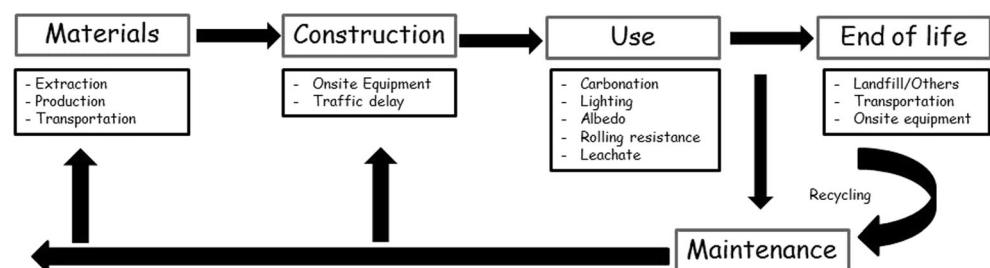 Materials
- Extraction
- Production
- Transportation
Construction
- Onsite Equipment
- Traffic delay
Use
- Carbonation
- Lighting
- Albedo
- Rolling resistance
- Leachate
End of life
- Landfill/Others
- Transportation
- Onsite equipment
Recycling
Maintenance